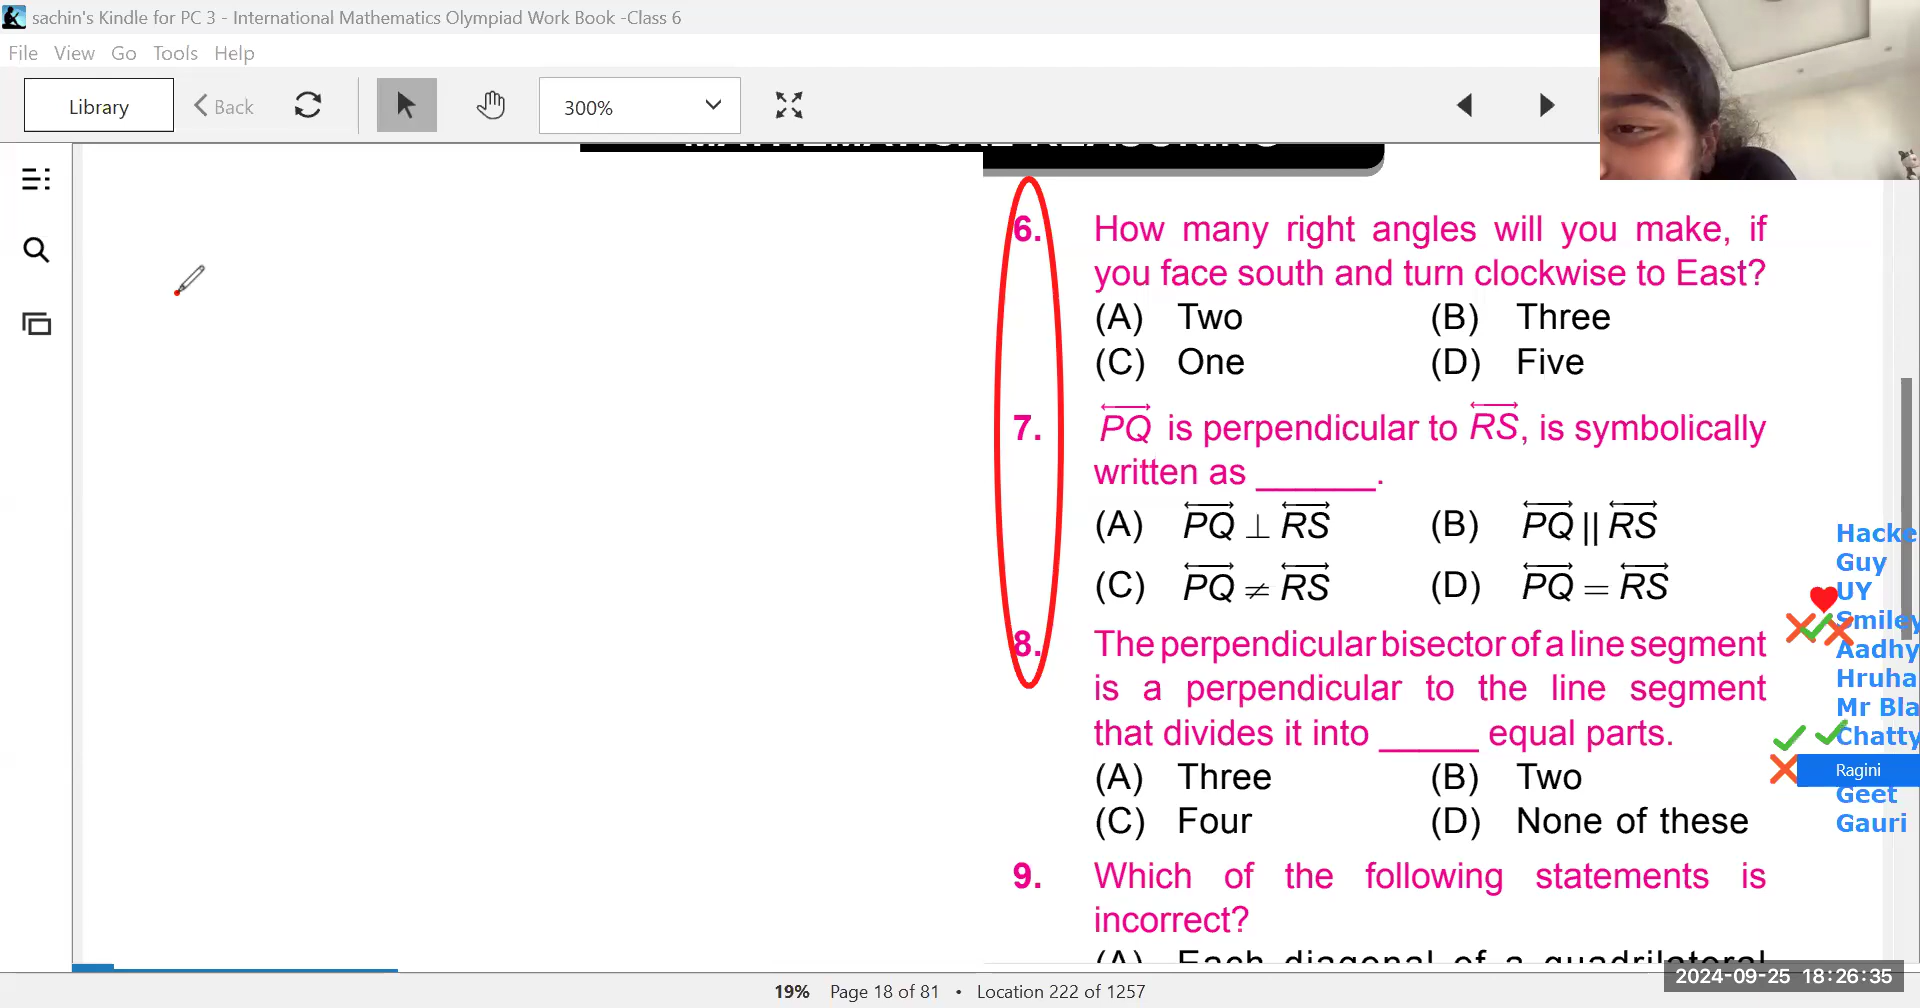 sachin's Kindle for PC 3 - International Mathematics Olympiad Work Book -Class 6
File View Go Tools Help
Library Back 300%
MATHEMATICAL REASONING
6. How many right angles will you make, if
you face south and turn clockwise to East?
(A) Two (B) Three
(C) One (D) Five
7. PQ is perpendicular to RS, is symbolically
written as ______.
(A) PQ ⊥ RS (B) PQ || RS
(C) PQ ≠ RS (D) PQ = RS
8. The perpendicular bisector of a line segment
is a perpendicular to the line segment
that divides it into _____ equal parts.
(A) Three (B) Two
(C) Four (D) None of these
9. Which of the following statements is
incorrect?
(A) Each diagonal of a quadrilateral
Hacke
Guy
UY
Smiley
Aadhy
Hruha
Mr Bla
Chatty
Ragini
Geet
Gauri
2024-09-25 18:26:35
19% Page 18 of 81 • Location 222 of 1257